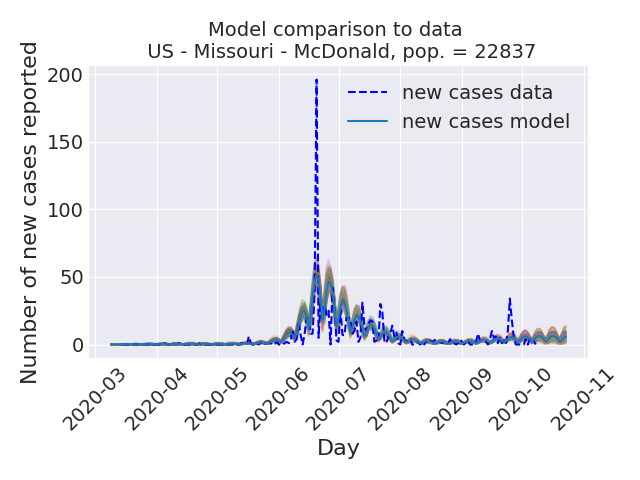 Model comparison to data
US - Missouri - McDonald, pop. = 22837
Number of new cases reported
200
150
100
50
0
new cases data
new cases model
2020-03
2020-04
2020-05
2020-06
2020-07
2020-08
2020-09
2020-10
2020-11
Day